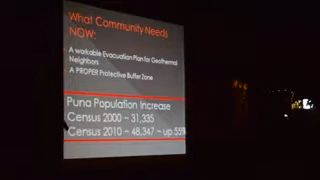 What Community Needs
NOW:
A workable Evacuation Plan for Geothermal
Neighbors
A PROPER Protective Buffer Zone
Puna Population Increase
Census 2000 ~ 31,335
Census 2010 ~ 48,347 ~ up 55%